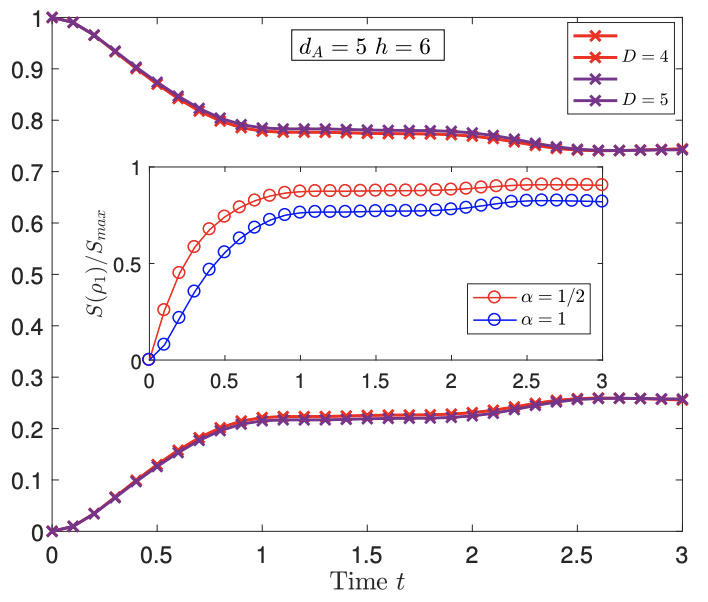 1
0.9
0.8
0.7
0.6
0.5
0.4
0.3
0.2
0.1
0
d_A = 5 h = 6
D = 4
D = 5
S(ρ_1)/S_{max}
1
0.5
0
α = 1/2
α = 1
0 0.5 1 1.5 2 2.5 3
0 0.5 1 1.5 2 2.5 3
Time t